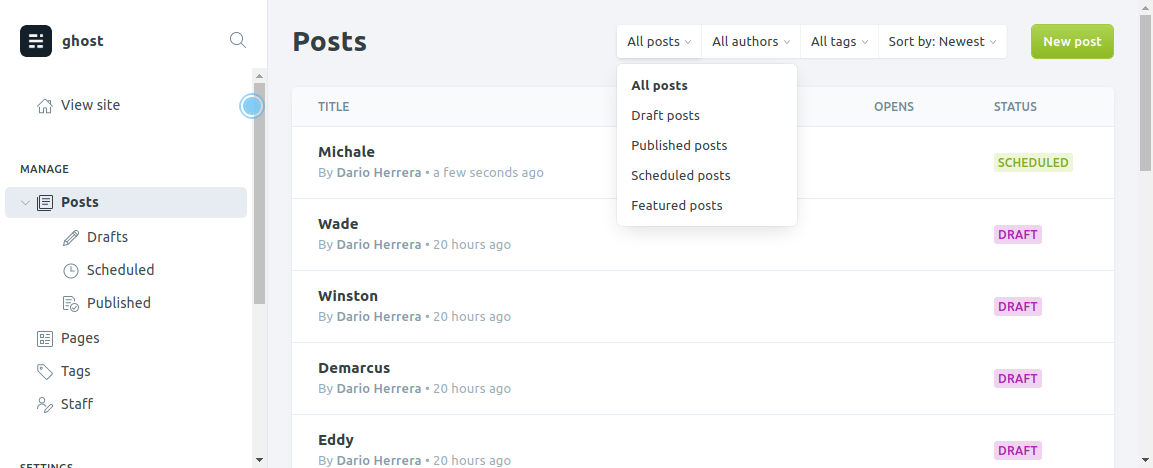 ghost
View site
MANAGE
Posts
Drafts
Scheduled
Published
Pages
Tags
Staff
SETTINGS
Posts
All posts
All authors
All tags
Sort by: Newest
New post
All posts
Draft posts
Published posts
Scheduled posts
Featured posts
TITLE
OPENS
STATUS
Michale
By Dario Herrera • a few seconds ago
SCHEDULED
Wade
By Dario Herrera • 20 hours ago
DRAFT
Winston
By Dario Herrera • 20 hours ago
DRAFT
Demarcus
By Dario Herrera • 20 hours ago
DRAFT
Eddy
By Dario Herrera • 20 hours ago
DRAFT